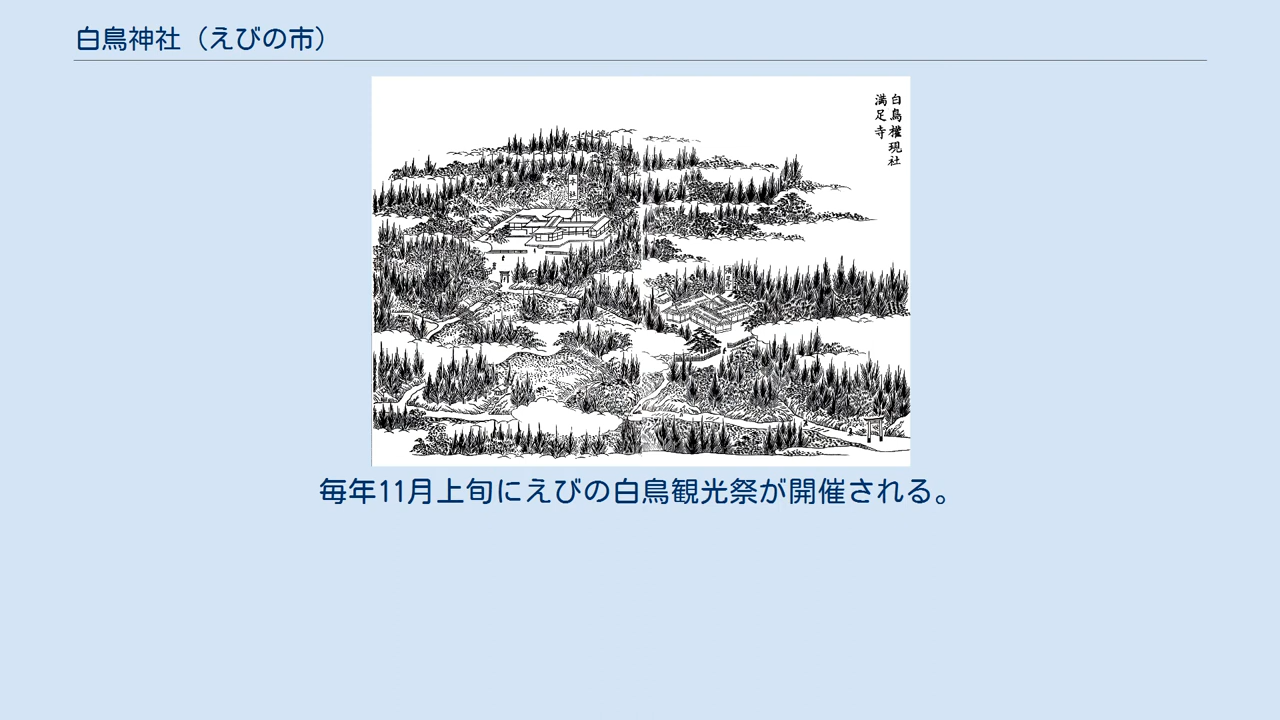 白鳥神社（えびの市）
白鳥権現社
満足寺
毎年11月上旬にえびの白鳥観光祭が開催される。